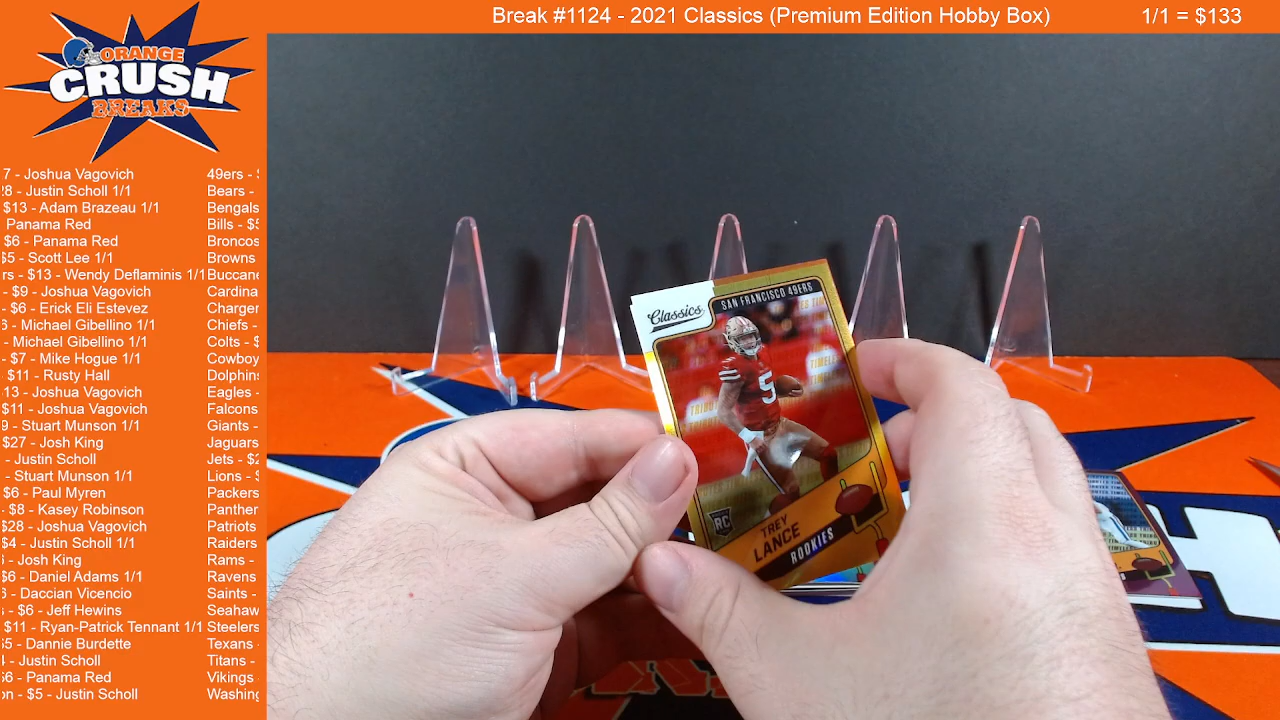 Break #1124 - 2021 Classics (Premium Edition Hobby Box)
1/1 = $133
ORANGE
CRUSH
BREAKS
7 - Joshua Vagovich
28 - Justin Scholl 1/1
$13 - Adam Brazeau 1/1
Panama Red
$6 - Panama Red
$5 - Scott Lee 1/1
rs - $13 - Wendy Deflaminis 1/1
- $9 - Joshua Vagovich
- $6 - Erick Eli Estevez
- Michael Gibellino 1/1
- Michael Gibellino 1/1
- $7 - Mike Hogue 1/1
$11 - Rusty Hall
13 - Joshua Vagovich
$11 - Joshua Vagovich
9 - Stuart Munson 1/1
$27 - Josh King
- Justin Scholl
- Stuart Munson 1/1
$6 - Paul Myren
- $8 - Kasey Robinson
$28 - Joshua Vagovich
$4 - Justin Scholl 1/1
- Josh King
$6 - Daniel Adams 1/1
- Daccian Vicencio
- $6 - Jeff Hewins
$11 - Ryan-Patrick Tennant 1/1
$5 - Dannie Burdette
- Justin Scholl
$6 - Panama Red
on - $5 - Justin Scholl
49ers -
Bears -
Bengals
Bills - $5
Broncos
Browns
Buccane
Cardina
Charger
Chiefs -
Colts - $
Cowboy
Dolphins
Eagles -
Falcons
Giants -
Jaguars
Jets - $2
Lions -
Packers
Panther
Patriots
Raiders
Rams -
Ravens
Saints -
Seahaw
Steelers
Texans -
Titans -
Vikings -
Washing
Classics
SAN FRANCISCO 49ERS
5
RC
TREY
LANCE
ROOKIES